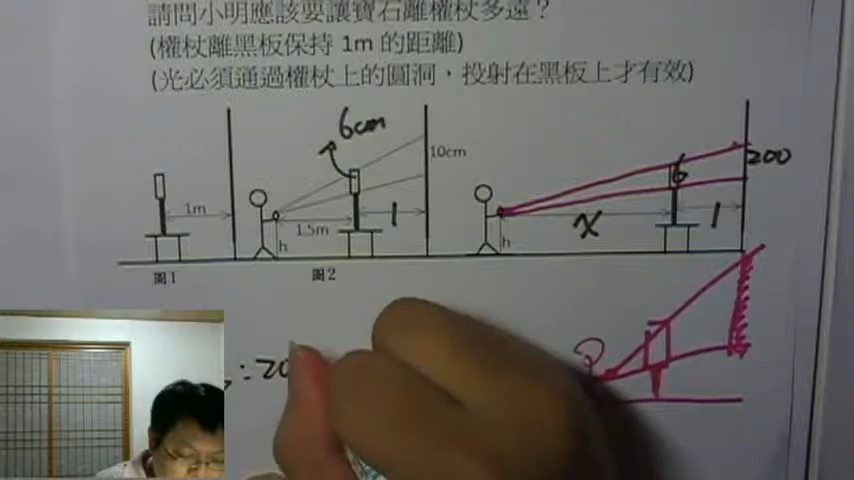 請問小明應該要讓寶石離權杖多遠？
(權杖離黑板保持 1m 的距離)
(光必須通過權杖上的圓洞，投射在黑板上才有效)
6cm
10cm
6
200
1m
1.5m
1
x
1
h
h
圖1
圖2
:20